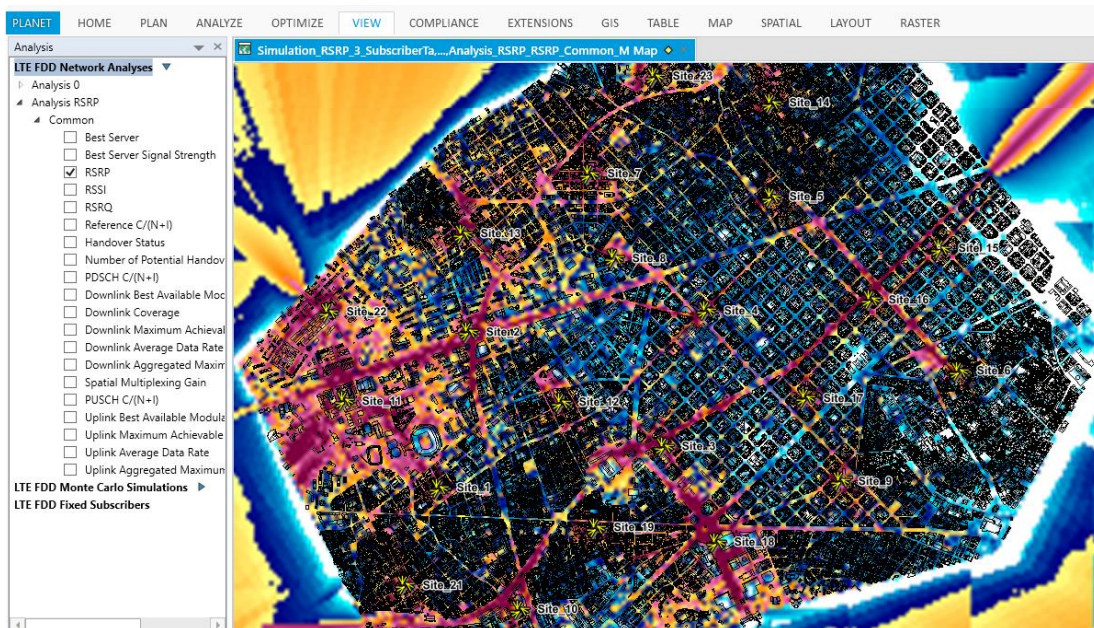 PLANET HOME PLAN ANALYZE OPTIMIZE VIEW COMPLIANCE EXTENSIONS GIS TABLE MAP SPATIAL LAYOUT RASTER
Analysis
Simulation_RSRP_3_SubscriberTa,...,Analysis_RSRP_RSRP_Common_M Map
LTE FDD Network Analyses
Analysis 0
Analysis RSRP
Common
Best Server
Best Server Signal Strength
RSRP
RSSI
RSRQ
Reference C/(N+I)
Handover Status
Number of Potential Handov
PDSCH C/(N+I)
Downlink Best Available Moc
Downlink Coverage
Downlink Maximum Achieval
Downlink Average Data Rate
Downlink Aggregated Maxim
Spatial Multiplexing Gain
PUSCH C/(N+I)
Uplink Best Available Modula
Uplink Maximum Achievable
Uplink Average Data Rate
Uplink Aggregated Maximum
LTE FDD Monte Carlo Simulations
LTE FDD Fixed Subscribers
Site_23
Site_14
Site_7
Site_5
Site_13
Site_15
Site_8
Site_16
Site_22
Site_4
Site_2
Site_6
Site_11
Site_12
Site_17
Site_3
Site_1
Site_9
Site_19
Site_18
Site_21
Site_10